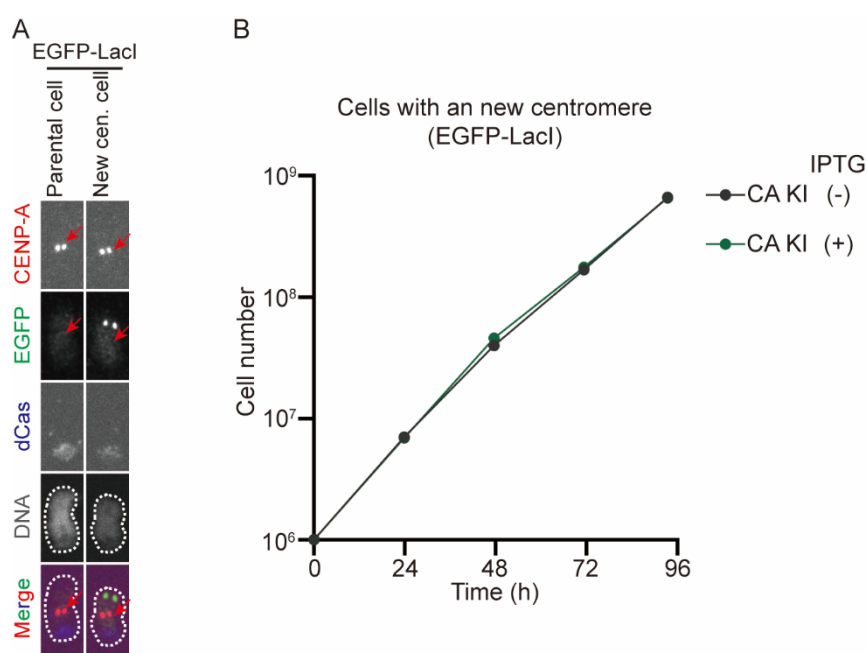 A
EGFP-LacI
Parental cell
New cen. cell
CENP-A
EGFP
dCas
DNA
Merge
B
Cells with an new centromere
(EGFP-LacI)
IPTG
CA KI (-)
CA KI (+)
Cell number
10⁹
10⁸
10⁷
10⁶
0 24 48 72 96
Time (h)